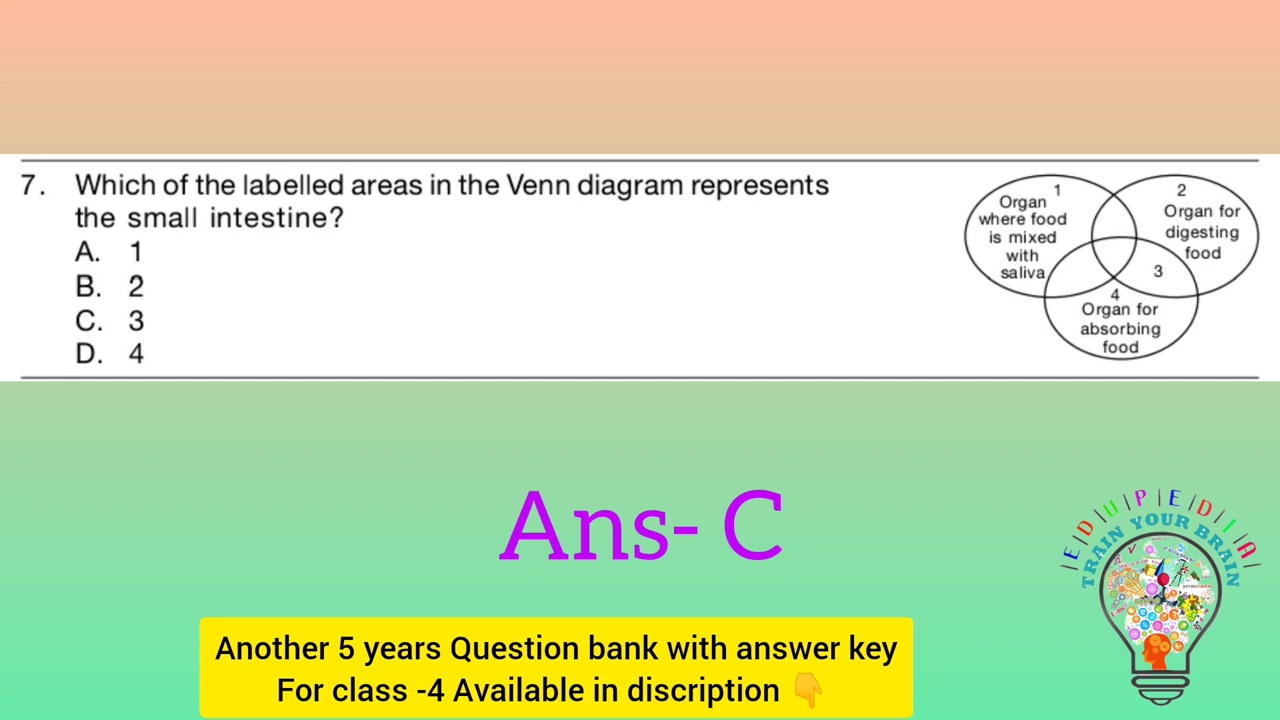 7. Which of the labelled areas in the Venn diagram represents
the small intestine?
A. 1
B. 2
C. 3
D. 4
1
Organ
where food
is mixed
with
saliva
2
Organ for
digesting
food
3
4
Organ for
absorbing
food
Ans- C
|E|D|U|P|E|D|I|A|
TRAIN YOUR BRAIN
Another 5 years Question bank with answer key
For class -4 Available in discription 👇